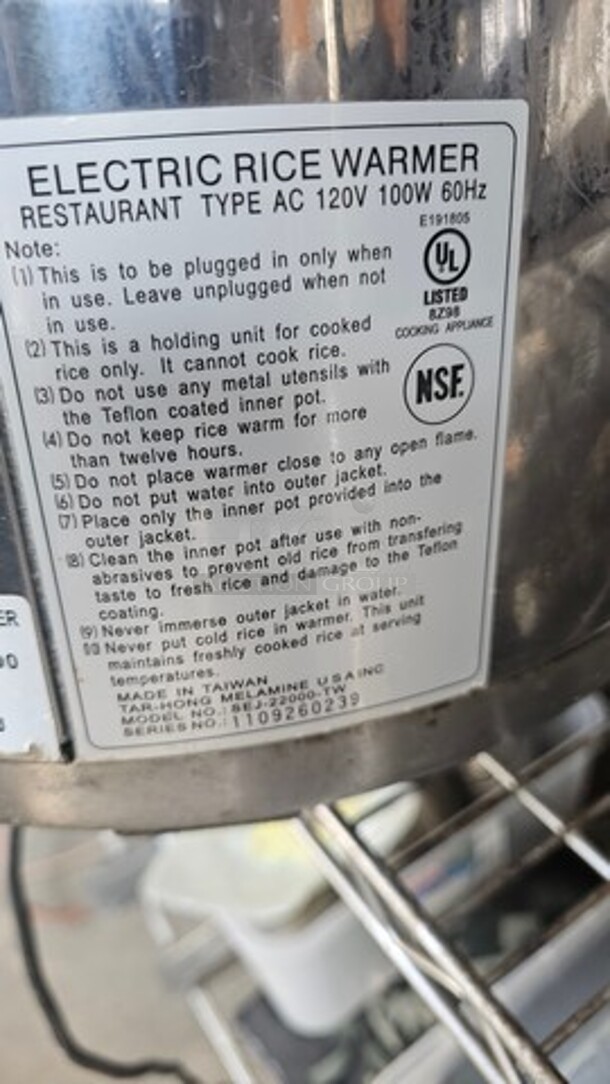 ELECTRIC RICE WARMER
RESTAURANT TYPE AC 120V 100W 60Hz
E191805
UL
LISTED
8Z98
COOKING APPLIANCE
NSF
Note:
(1) This is to be plugged in only when
in use. Leave unplugged when not
in use.
(2) This is a holding unit for cooked
rice only. It cannot cook rice.
(3) Do not use any metal utensils with
the Teflon coated inner pot.
(4) Do not keep rice warm for more
than twelve hours.
(5) Do not place warmer close to any open flame.
(6) Do not put water into outer jacket.
(7) Place only the inner pot provided into the
outer jacket.
(8) Clean the inner pot after use with non-
abrasives to prevent old rice from transfering
taste to fresh rice and damage to the Teflon
coating.
(9) Never immerse outer jacket in water.
(10) Never put cold rice in warmer. This unit
maintains freshly cooked rice at serving
temperatures.
MADE IN TAIWAN
TAR-HONG MELAMINE USA INC
MODEL NO.: SEJ-22000-TW
SERIES NO.: 1109260239
ER
GROUP